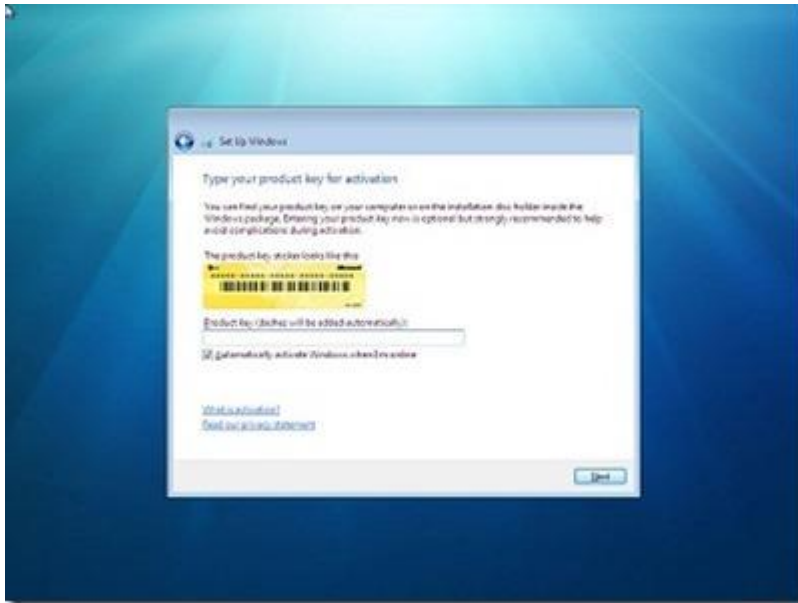 Set Up Windows
Type your product key for activation
You can find your product key on your computer or on the installation disc holder inside the
Windows package. Entering your product key now is optional but strongly recommended to help
avoid complications during activation.
The product key sticker looks like this:
Product key (dashes will be added automatically):
Automatically activate Windows when I'm online
What is activation?
Read our privacy statement
Next